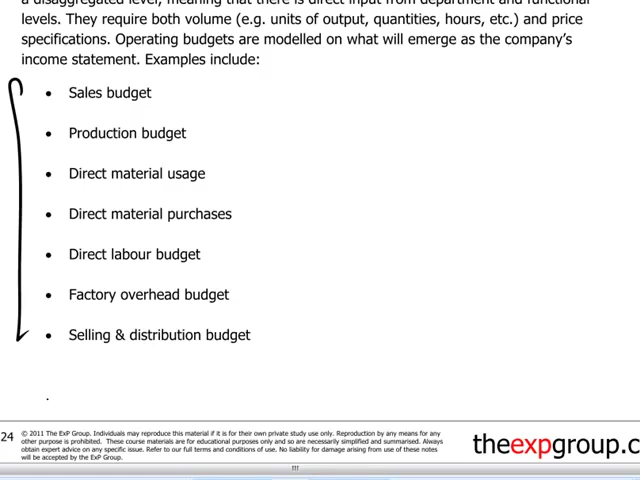 a disaggregated level, meaning that there is direct input from department and functional
levels. They require both volume (e.g. units of output, quantities, hours, etc.) and price
specifications. Operating budgets are modelled on what will emerge as the company's
income statement. Examples include:
• Sales budget
• Production budget
• Direct material usage
• Direct material purchases
• Direct labour budget
• Factory overhead budget
• Selling & distribution budget
.
24 © 2011 The ExP Group. Individuals may reproduce this material if it is for their own private study use only. Reproduction by any means for any
other purpose is prohibited. These course materials are for educational purposes only and so are necessarily simplified and summarised. Always
obtain expert advice on any specific issue. Refer to our full terms and conditions of use. No liability for damage arising from use of these notes
will be accepted by the ExP Group.
theexpgroup.c